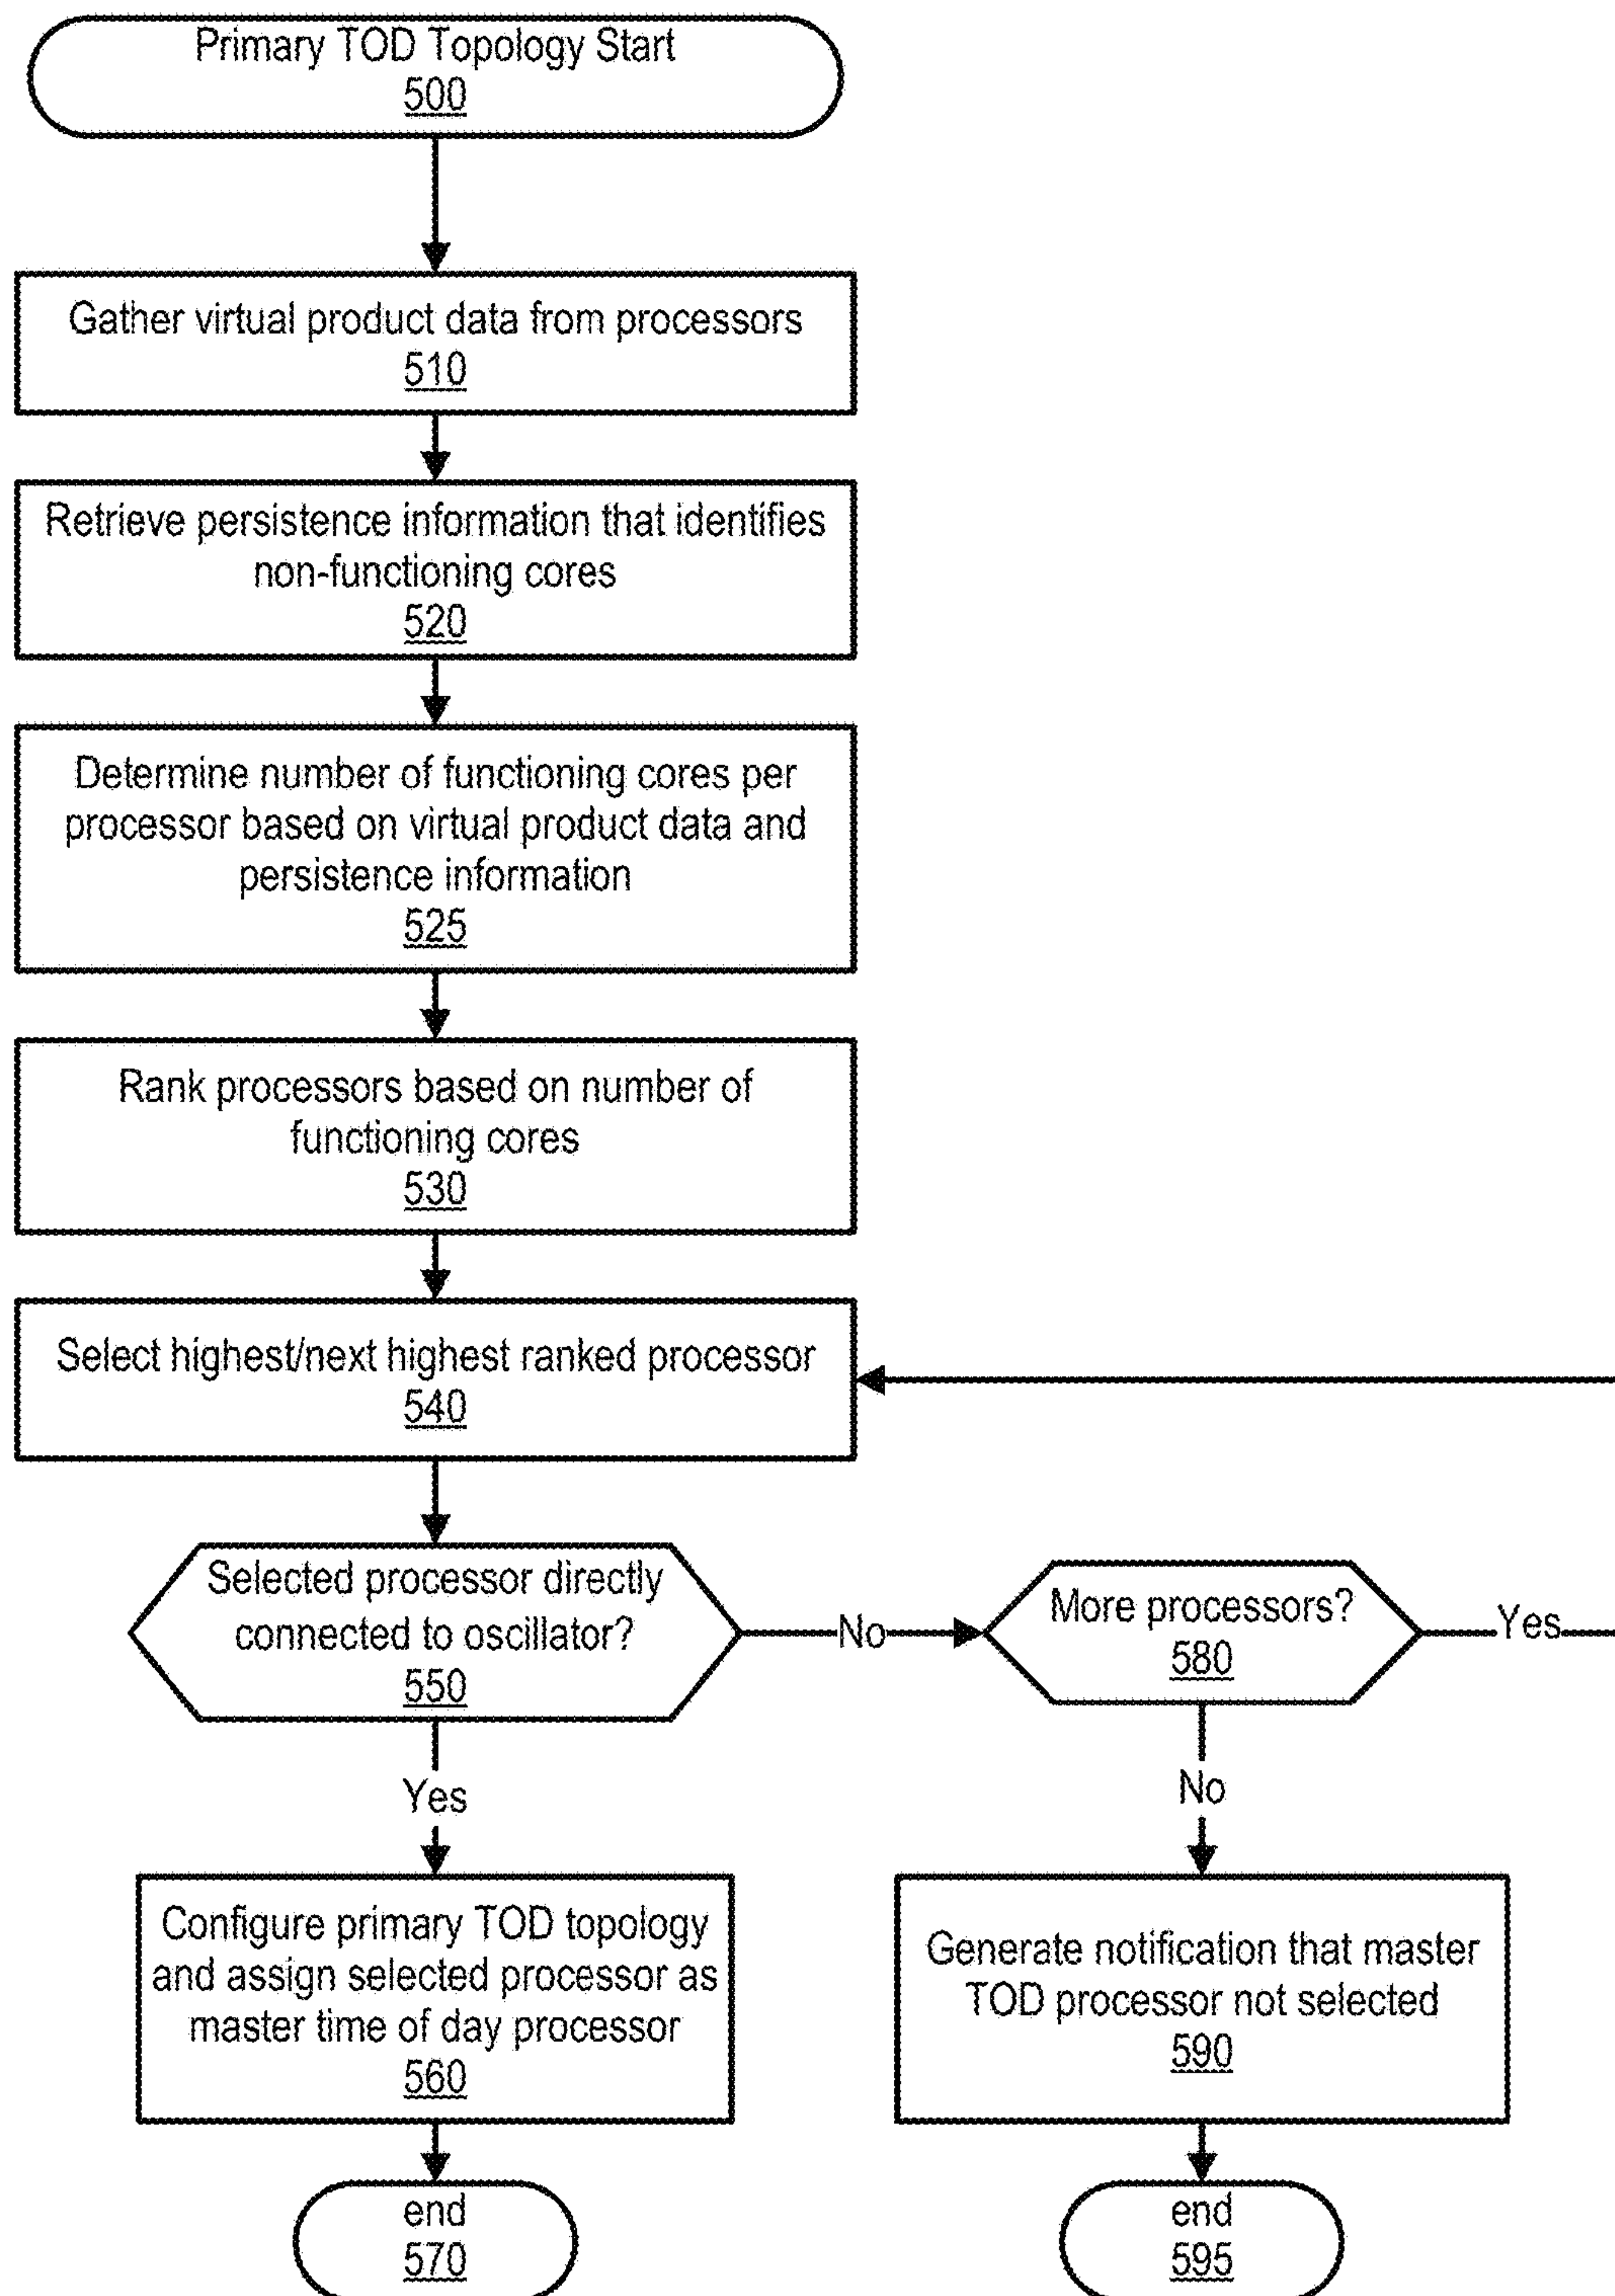 Primary TOD Topology Start
500
Gather virtual product data from processors
510
Retrieve persistence information that identifies
non-functioning cores
520
Determine number of functioning cores per
processor based on virtual product data and
persistence information
525
Rank processors based on number of
functioning cores
530
Select highest/next highest ranked processor
540
Selected processor directly
connected to oscillator?
550
No
More processors?
580
Yes
Yes
No
Configure primary TOD topology
and assign selected processor as
master time of day processor
560
Generate notification that master
TOD processor not selected
590
end
570
end
595